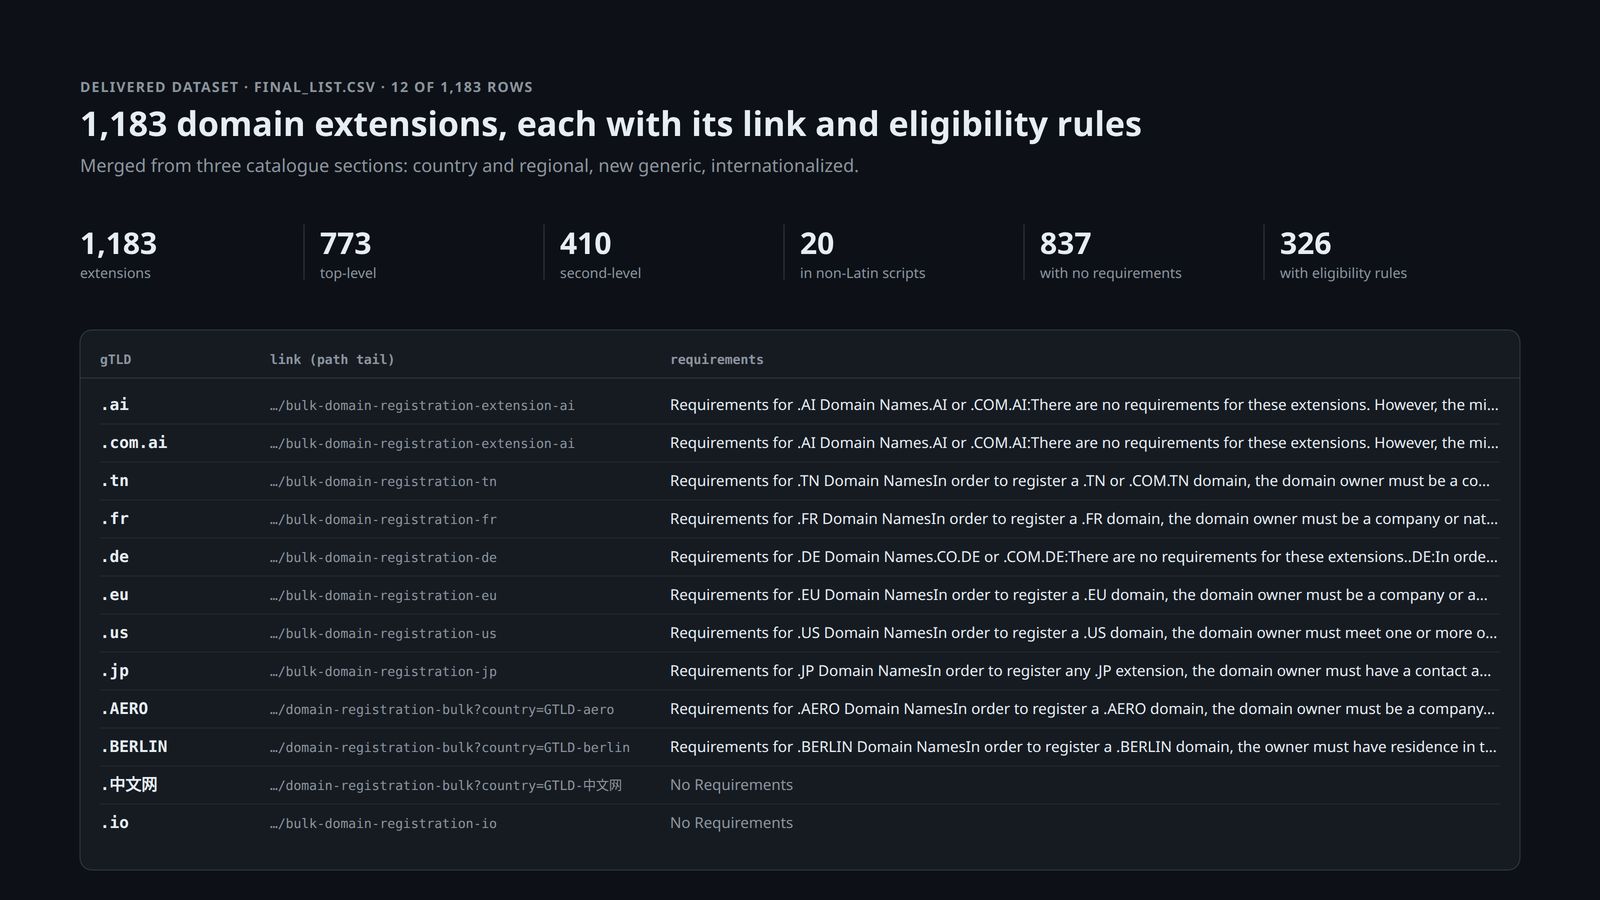 DELIVERED DATASET · FINAL_LIST.CSV · 12 OF 1,183 ROWS
1,183 domain extensions, each with its link and eligibility rules
Merged from three catalogue sections: country and regional, new generic, internationalized.
1,183 773 410 20 837 326
extensions top-level second-level in non-Latin scripts with no requirements with eligibility rules
gTLD link (path tail) requirements
.ai …/bulk-domain-registration-extension-ai Requirements for .AI Domain Names.AI or .COM.AI:There are no requirements for these extensions. However, the mi…
.com.ai …/bulk-domain-registration-extension-ai Requirements for .AI Domain Names.AI or .COM.AI:There are no requirements for these extensions. However, the mi…
.tn …/bulk-domain-registration-tn Requirements for .TN Domain NamesIn order to register a .TN or .COM.TN domain, the domain owner must be a co…
.fr …/bulk-domain-registration-fr Requirements for .FR Domain NamesIn order to register a .FR domain, the domain owner must be a company or nat…
.de …/bulk-domain-registration-de Requirements for .DE Domain Names.CO.DE or .COM.DE:There are no requirements for these extensions..DE:In orde…
.eu …/bulk-domain-registration-eu Requirements for .EU Domain NamesIn order to register a .EU domain, the domain owner must be a company or a…
.us …/bulk-domain-registration-us Requirements for .US Domain NamesIn order to register a .US domain, the domain owner must meet one or more o…
.jp …/bulk-domain-registration-jp Requirements for .JP Domain NamesIn order to register any .JP extension, the domain owner must have a contact a…
.AERO …/domain-registration-bulk?country=GTLD-aero Requirements for .AERO Domain NamesIn order to register a .AERO domain, the domain owner must be a company…
.BERLIN …/domain-registration-bulk?country=GTLD-berlin Requirements for .BERLIN Domain NamesIn order to register a .BERLIN domain, the owner must have residence in t…
.中文网 …/domain-registration-bulk?country=GTLD-中文网 No Requirements
.io …/bulk-domain-registration-io No Requirements